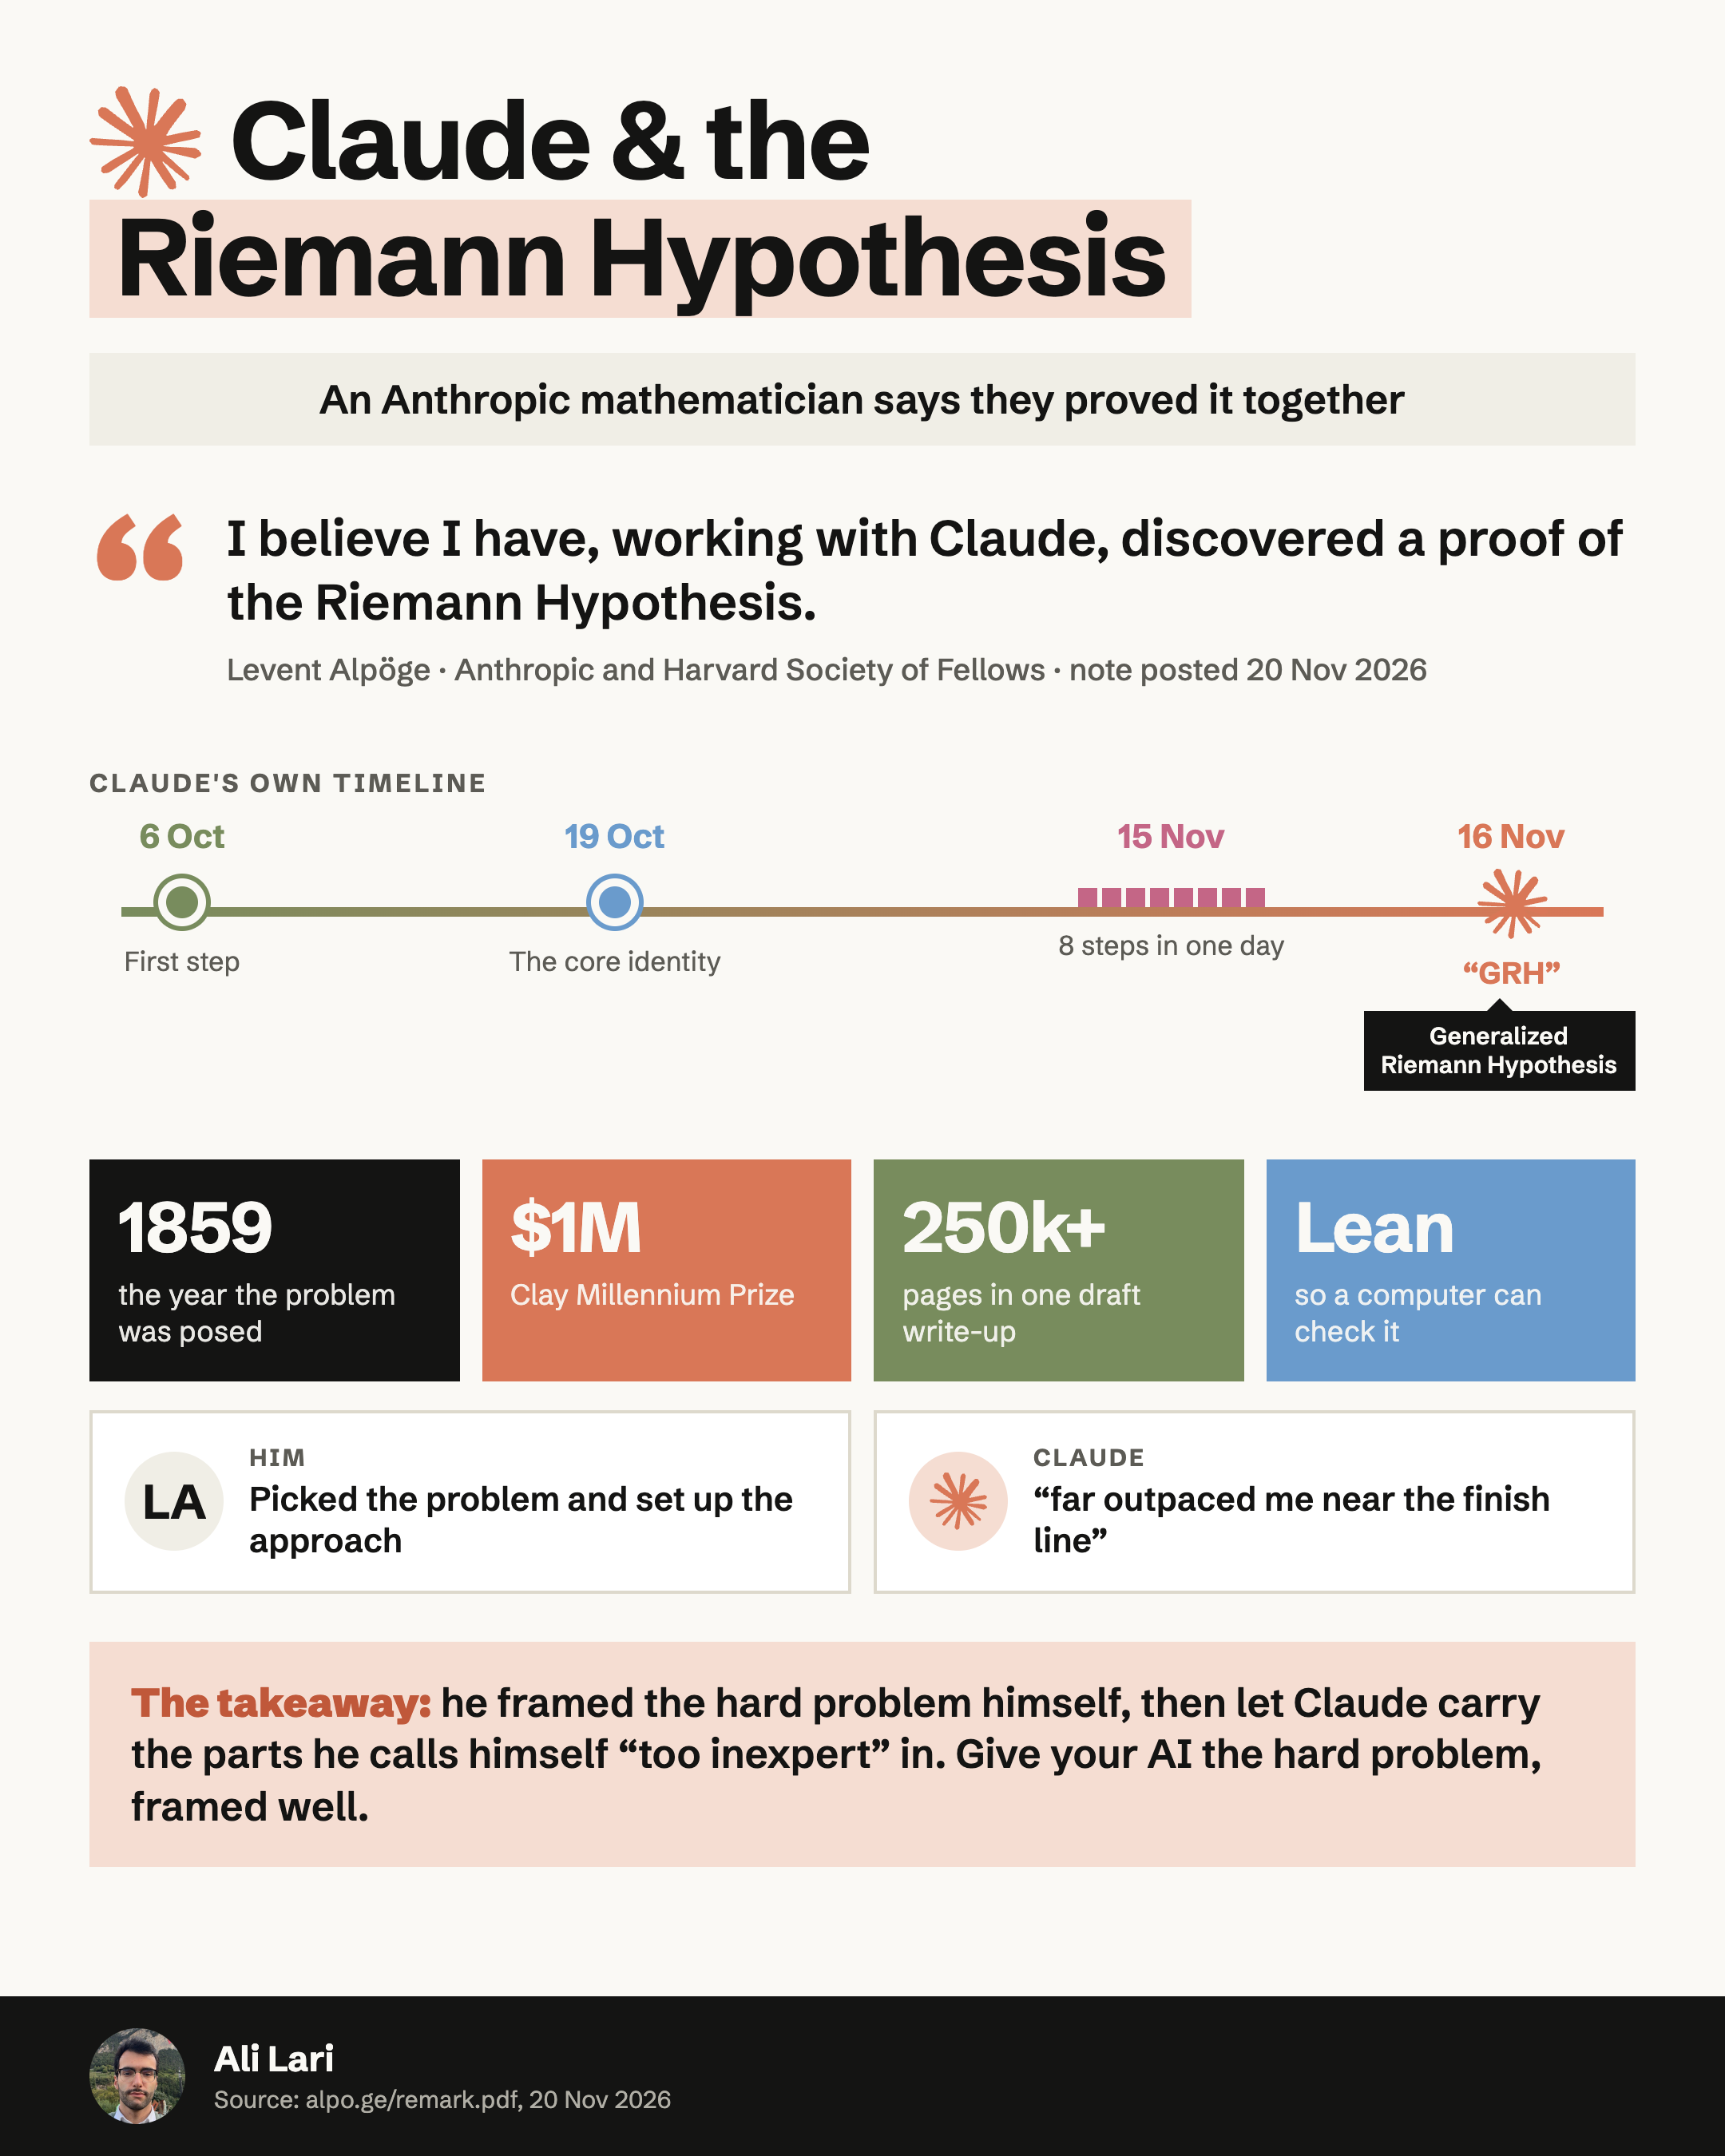 Claude & the
Riemann Hypothesis
An Anthropic mathematician says they proved it together
“
I believe I have, working with Claude, discovered a proof of
the Riemann Hypothesis.
Levent Alpöge · Anthropic and Harvard Society of Fellows · note posted 20 Nov 2026
CLAUDE'S OWN TIMELINE
6 Oct
First step
19 Oct
The core identity
15 Nov
8 steps in one day
16 Nov
“GRH”
Generalized
Riemann Hypothesis
1859
the year the problem
was posed
$1M
Clay Millennium Prize
250k+
pages in one draft
write-up
Lean
so a computer can
check it
LA
HIM
Picked the problem and set up the
approach
CLAUDE
“far outpaced me near the finish
line”
The takeaway: he framed the hard problem himself, then let Claude carry
the parts he calls himself “too inexpert” in. Give your AI the hard problem,
framed well.
Ali Lari
Source: alpo.ge/remark.pdf, 20 Nov 2026